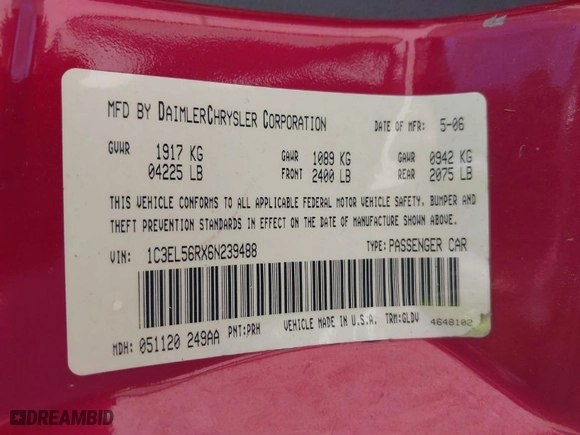 MFD BY DAIMLERCHRYSLER CORPORATION DATE OF MFR: 5-06
GVWR 1917 KG GAWR 1089 KG GAWR 0942 KG
04225 LB FRONT 2400 LB REAR 2075 LB
THIS VEHICLE CONFORMS TO ALL APPLICABLE FEDERAL MOTOR VEHICLE SAFETY, BUMPER AND
THEFT PREVENTION STANDARDS IN EFFECT ON THE DATE OF MANUFACTURE SHOWN ABOVE.
VIN: 1C3EL56RX6N239488 TYPE: PASSENGER CAR
MDH: 051120 249AA PNT:PRH VEHICLE MADE IN U.S.A. TRM:GLDV 4648102
DREAMBID